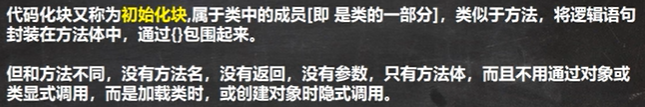 代码化块又称为初始化块,属于类中的成员[即 是类的一部分]，类似于方法，将逻辑语句
封装在方法体中，通过{}包围起来。
但和方法不同，没有方法名，没有返回，没有参数，只有方法体，而且不用通过对象或
类显式调用，而是加载类时，或创建对象时隐式调用。